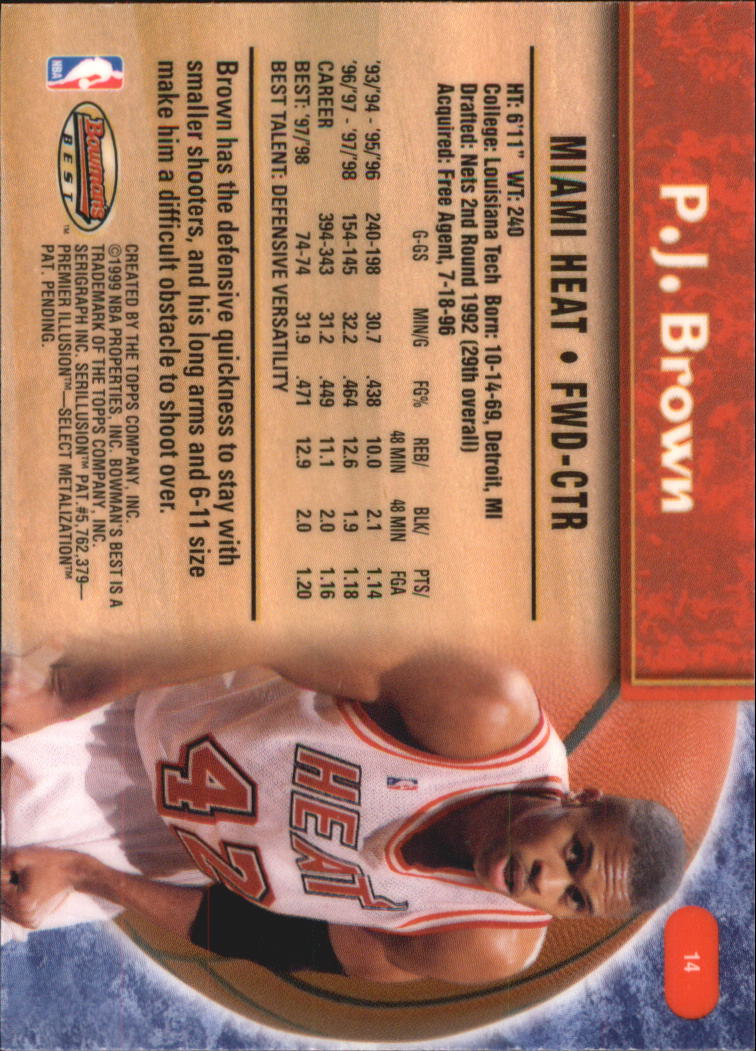 P.J. Brown
14
MIAMI HEAT • FWD-CTR
HT: 6'11" WT: 240
College: Louisiana Tech Born: 10-14-69, Detroit, MI
Drafted: Nets 2nd Round 1992 (29th overall)
Acquired: Free Agent, 7-18-96
G-GS MIN/G FG% REB/ 48 MIN BLK/ 48 MIN PTS/ FGA
'93/'94 - '95/'96 240-198 30.7 .438 10.0 2.1 1.14
'96/'97 - '97/'98 154-145 32.2 .464 12.6 1.9 1.18
CAREER 394-343 31.2 .449 11.1 2.0 1.16
BEST: '97/'98 74-74 31.9 .471 12.9 2.0 1.20
BEST TALENT: DEFENSIVE VERSATILITY
Brown has the defensive quickness to stay with
smaller shooters, and his long arms and 6-11 size
make him a difficult obstacle to shoot over.
NBA
Bowman's
BEST™
CREATED BY THE TOPPS COMPANY, INC.
©1999 NBA PROPERTIES, INC. BOWMAN'S BEST IS A
TRADEMARK OF THE TOPPS COMPANY, INC.
SERIGRAPH INC. SERILLUSION™ PAT.#5,762,379—
PREMIER ILLUSION™—SELECT METALIZATION™
PAT. PENDING.
HEAT
42